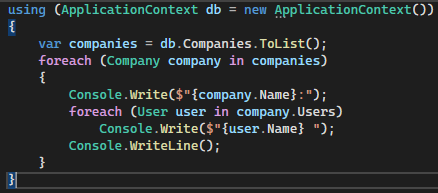 using (ApplicationContext db = new ApplicationContext())
{
    var companies = db.Companies.ToList();
    foreach (Company company in companies)
    {
        Console.Write($"{company.Name}:");
        foreach (User user in company.Users)
            Console.Write($"{user.Name} ");
        Console.WriteLine();
    }
}